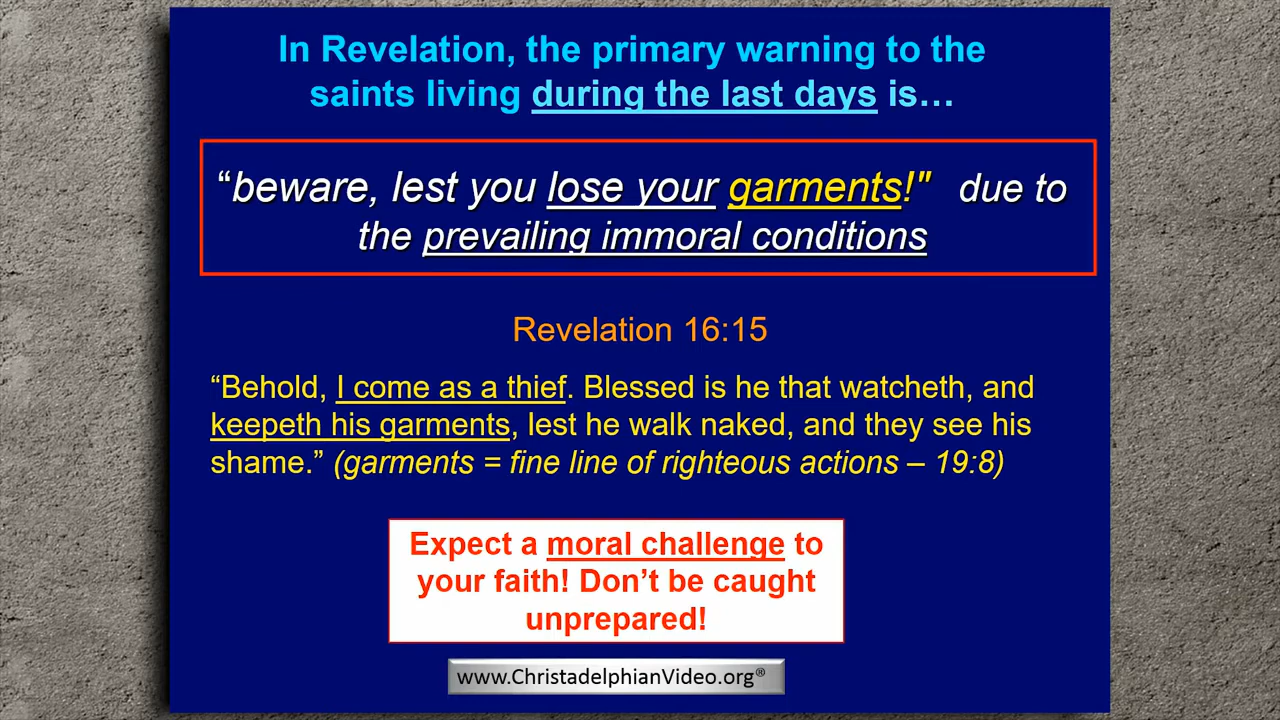 In Revelation, the primary warning to the
saints living during the last days is…
“beware, lest you lose your garments!" due to
the prevailing immoral conditions
Revelation 16:15
“Behold, I come as a thief. Blessed is he that watcheth, and
keepeth his garments, lest he walk naked, and they see his
shame.” (garments = fine line of righteous actions – 19:8)
Expect a moral challenge to
your faith! Don’t be caught
unprepared!
www.ChristadelphianVideo.org®